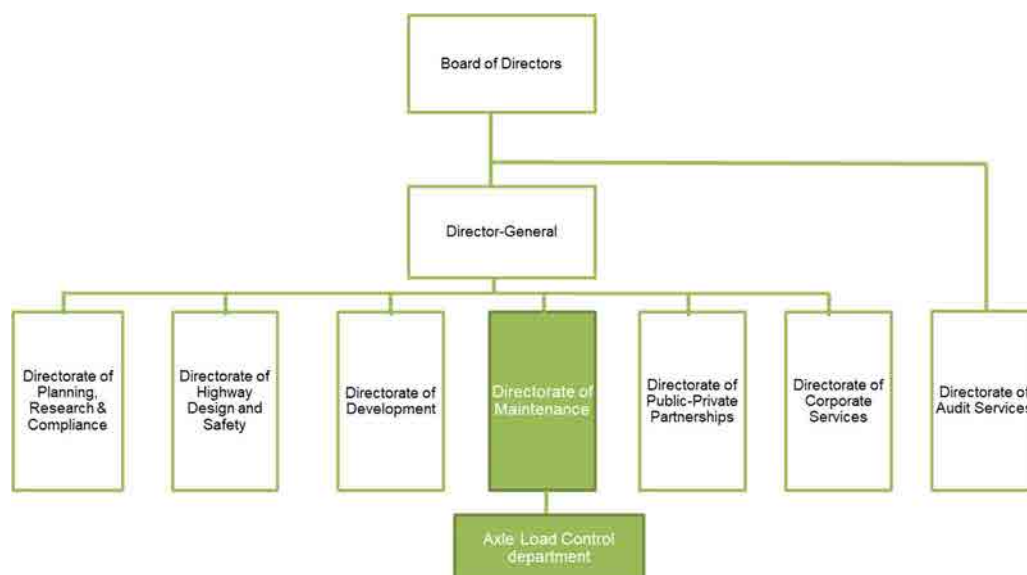 Board of Directors
Director-General
Directorate of
Planning,
Research &
Compliance
Directorate of
Highway
Design and
Safety
Directorate of
Development
Directorate of
Maintenance
Directorate of
Public-Private
Partnerships
Directorate of
Corporate
Services
Directorate of
Audit Services
Axle Load Control
department